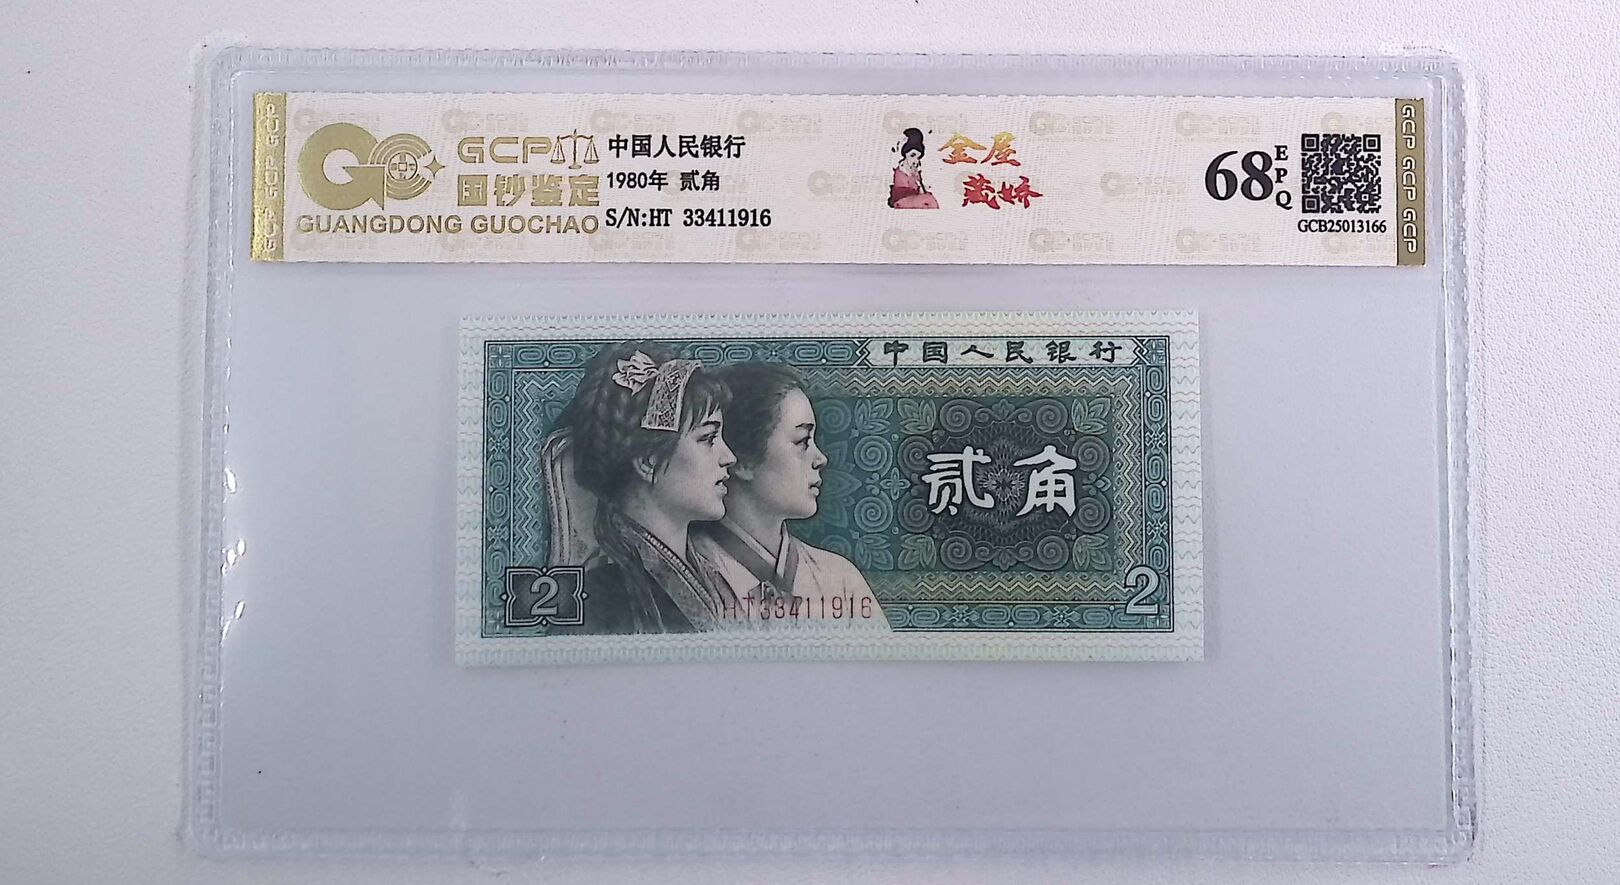 GCP
国钞鉴定
GUANGDONG GUOCHAO
中国人民银行
1980年 贰角
S/N:HT 33411916
金屋
藏娇
68
EPQ
GCB25013166
GCP GCP GCP
GCP GCP GCP
中国人民银行
贰角
2
HT33411916
2